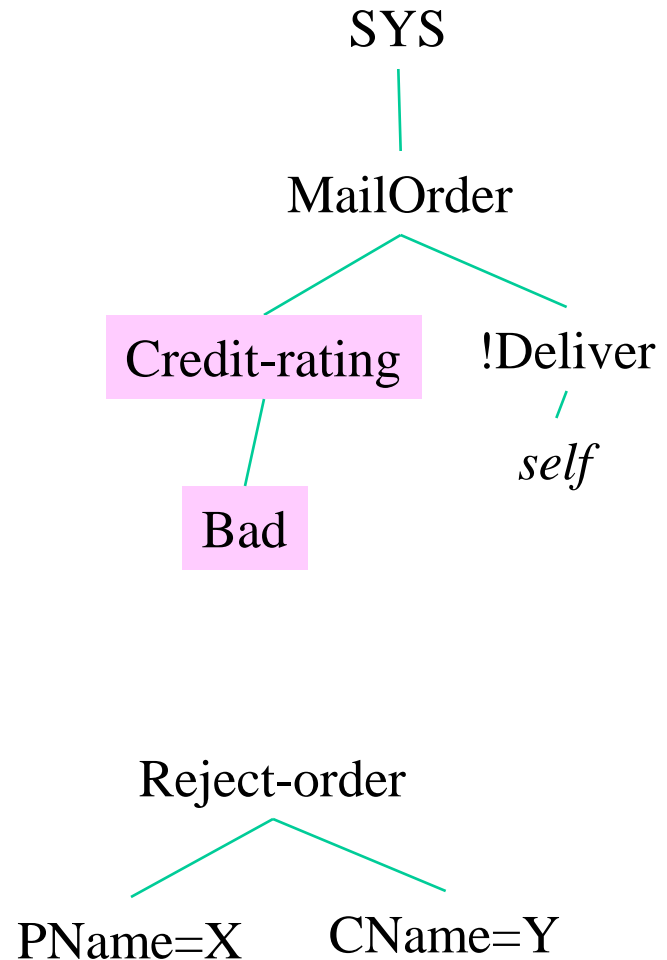 SYS
MailOrder
Credit-rating
!Deliver
self
Bad
Reject-order
PName=X
CName=Y